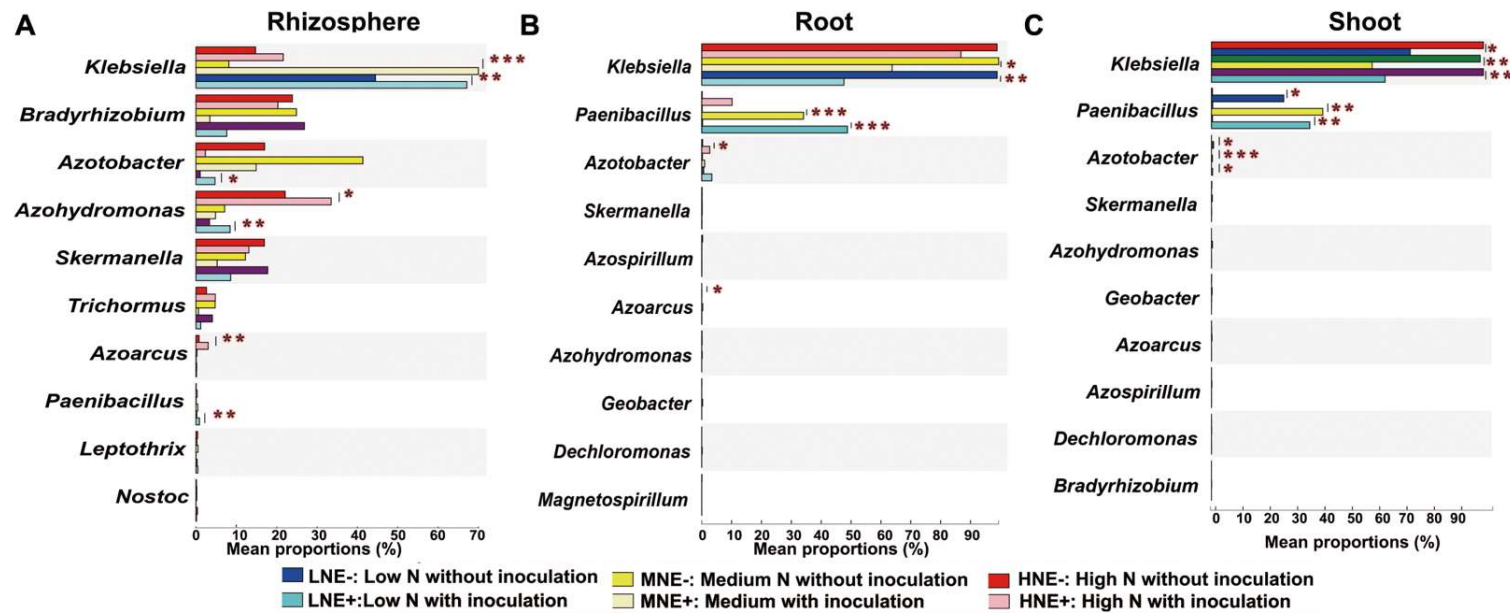 A Rhizosphere
Klebsiella
***
**
Bradyrhizobium
Azotobacter
*
Azohydromonas
*
**
Skermanella
Trichormus
Azoarcus
**
Paenibacillus
**
Leptothrix
Nostoc
0 10 20 30 40 50 60 70
Mean proportions (%)
B Root
Klebsiella
*
**
Paenibacillus
***
***
Azotobacter
*
Skermanella
Azospirillum
Azoarcus
*
Azohydromonas
Geobacter
Dechloromonas
Magnetospirillum
0 10 20 30 40 50 60 70 80 90
Mean proportions (%)
C Shoot
Klebsiella
*
**
**
Paenibacillus
*
**
**
Azotobacter
*
***
*
Skermanella
Azohydromonas
Geobacter
Azoarcus
Azospirillum
Dechloromonas
Bradyrhizobium
0 10 20 30 40 50 60 70 80 90
Mean proportions (%)
LNE-: Low N without inoculation
MNE-: Medium N without inoculation
HNE-: High N without inoculation
LNE+:Low N with inoculation
MNE+: Medium with inoculation
HNE+: High N with inoculation